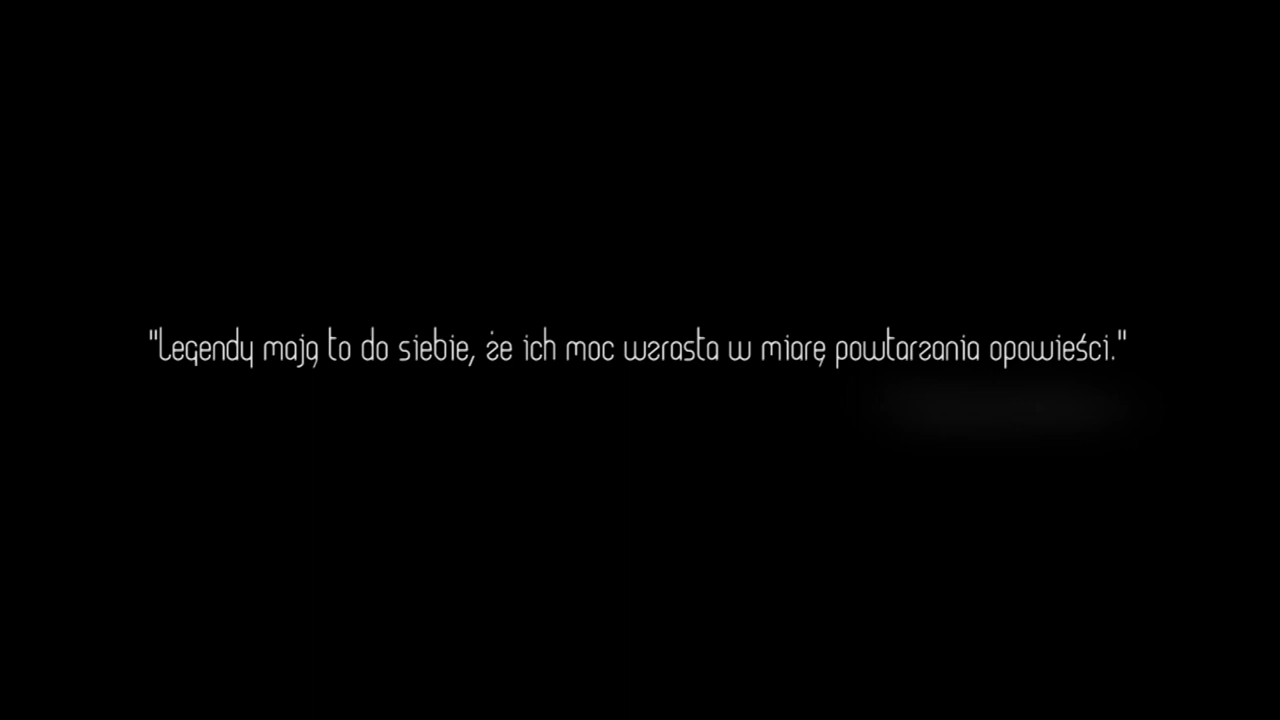 "Legendy mają to do siebie, że ich moc wzrasta w miarę powtarzania opowieści."